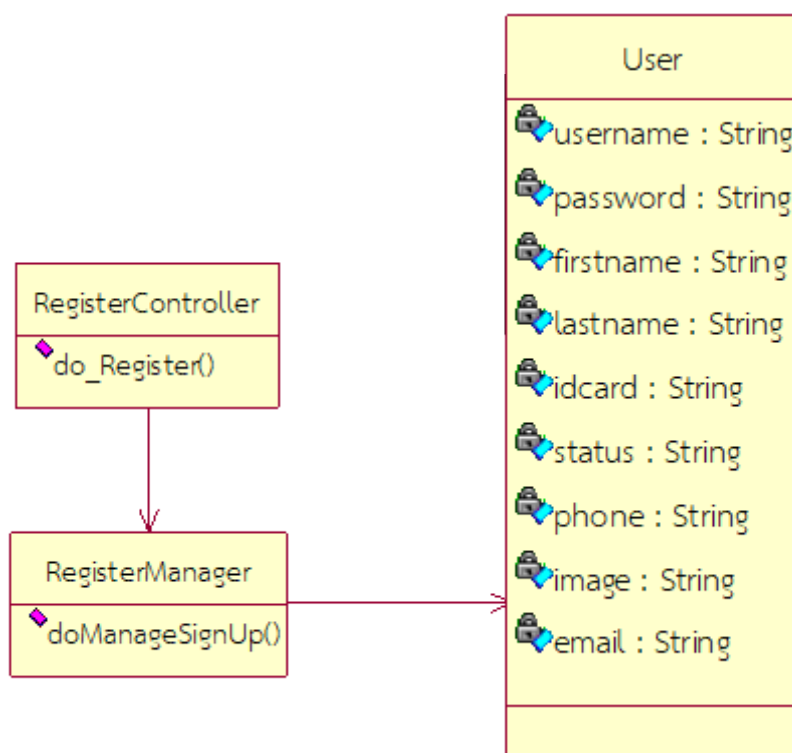 User
username : String
password : String
firstname : String
lastname : String
idcard : String
status : String
phone : String
image : String
email : String
RegisterController
do_Register()
RegisterManager
doManageSignUp()